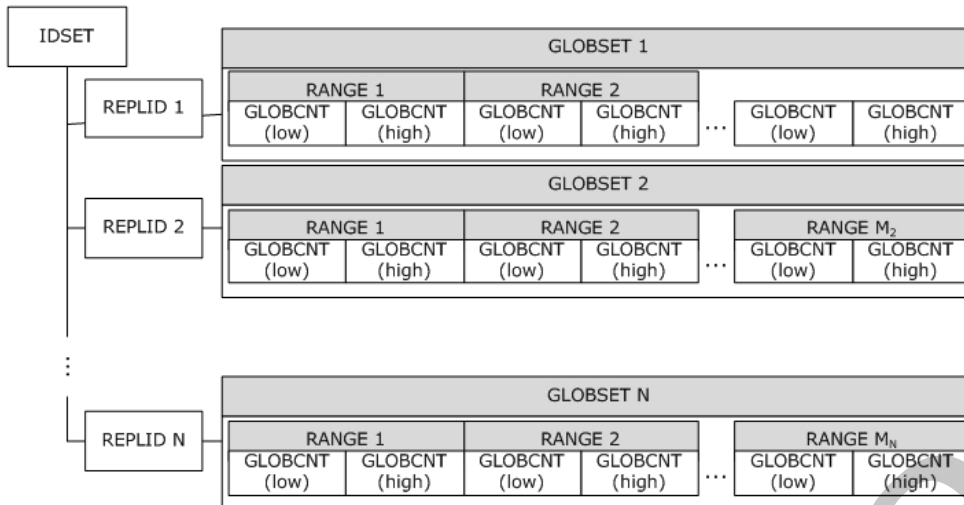 IDSET
GLOBSET 1
REPLID 1
RANGE 1 RANGE 2
GLOBCNT GLOBCNT GLOBCNT GLOBCNT ... GLOBCNT GLOBCNT
(low) (high) (low) (high) (low) (high)
GLOBSET 2
REPLID 2
RANGE 1 RANGE 2 RANGE M₂
GLOBCNT GLOBCNT GLOBCNT GLOBCNT ... GLOBCNT GLOBCNT
(low) (high) (low) (high) (low) (high)
...
GLOBSET N
REPLID N
RANGE 1 RANGE 2 RANGE M_N
GLOBCNT GLOBCNT GLOBCNT GLOBCNT ... GLOBCNT GLOBCNT
(low) (high) (low) (high) (low) (high)